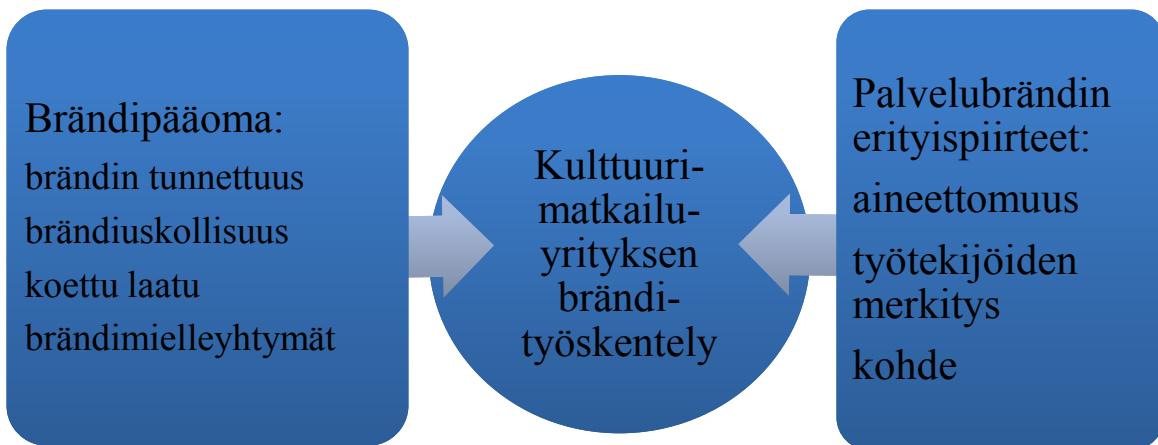 Brändipääoma:
brändin tunnettuus
brändiuskollisuus
koettu laatu
brändimielleyhtymät
Kulttuuri-
matkailu-
yrityksen
brändi-
työskentely
Palvelubrändin
erityispiirteet:
aineettomuus
työtekijöiden
merkitys
kohde